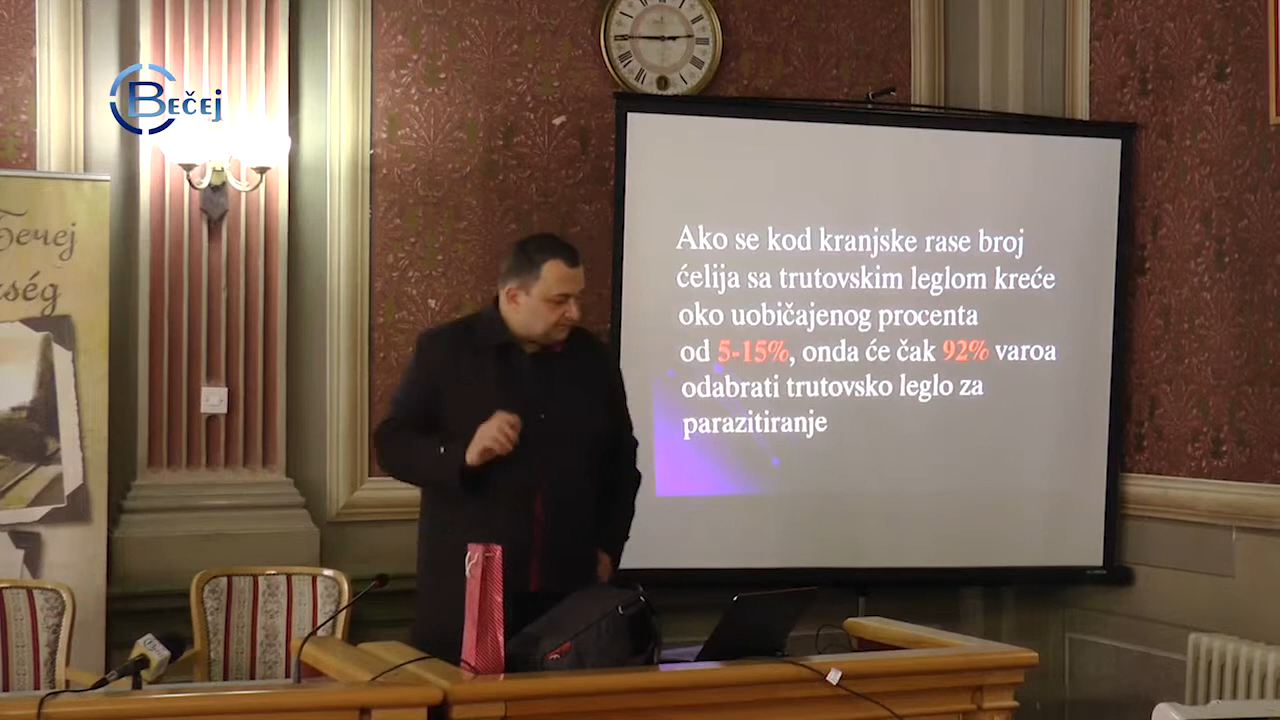 BEČEJ
Бечеј
Ako se kod kranjske rase broj
ćelija sa trutovskim leglom kreće
oko uobičajenog procenta
od 5-15%, onda će čak 92% varoa
odabrati trutovsko leglo za
parazitiranje